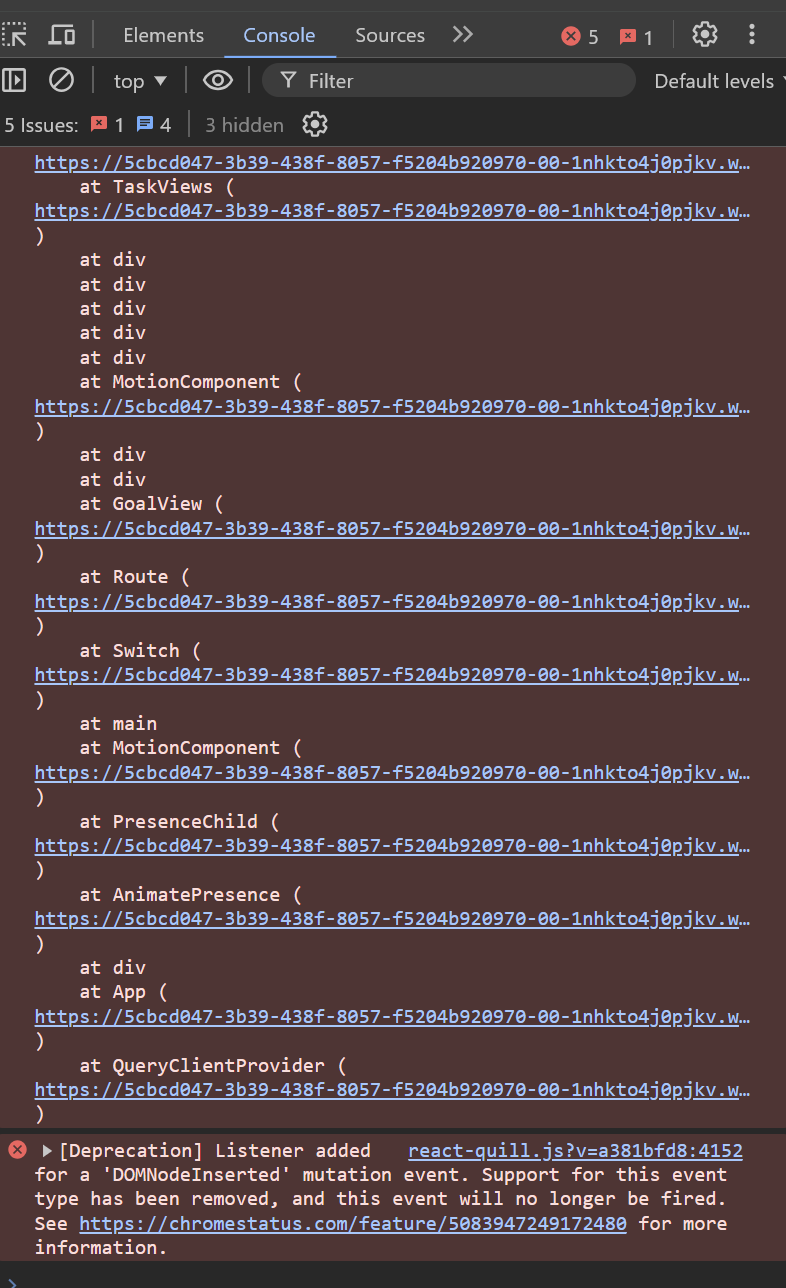 Elements Console Sources 5 1
top Filter Default levels
5 Issues: 1 4 3 hidden
https://5cbcd047-3b39-438f-8057-f5204b920970-00-1nhkto4j0pjkv.w…
at TaskViews (
https://5cbcd047-3b39-438f-8057-f5204b920970-00-1nhkto4j0pjkv.w…
)
at div
at div
at div
at div
at div
at MotionComponent (
https://5cbcd047-3b39-438f-8057-f5204b920970-00-1nhkto4j0pjkv.w…
)
at div
at div
at GoalView (
https://5cbcd047-3b39-438f-8057-f5204b920970-00-1nhkto4j0pjkv.w…
)
at Route (
https://5cbcd047-3b39-438f-8057-f5204b920970-00-1nhkto4j0pjkv.w…
)
at Switch (
https://5cbcd047-3b39-438f-8057-f5204b920970-00-1nhkto4j0pjkv.w…
)
at main
at MotionComponent (
https://5cbcd047-3b39-438f-8057-f5204b920970-00-1nhkto4j0pjkv.w…
)
at PresenceChild (
https://5cbcd047-3b39-438f-8057-f5204b920970-00-1nhkto4j0pjkv.w…
)
at AnimatePresence (
https://5cbcd047-3b39-438f-8057-f5204b920970-00-1nhkto4j0pjkv.w…
)
at div
at App (
https://5cbcd047-3b39-438f-8057-f5204b920970-00-1nhkto4j0pjkv.w…
)
at QueryClientProvider (
https://5cbcd047-3b39-438f-8057-f5204b920970-00-1nhkto4j0pjkv.w…
)
[Deprecation] Listener added react-quill.js?v=a381bfd8:4152
for a 'DOMNodeInserted' mutation event. Support for this event
type has been removed, and this event will no longer be fired.
See https://chromestatus.com/feature/5083947249172480 for more
information.